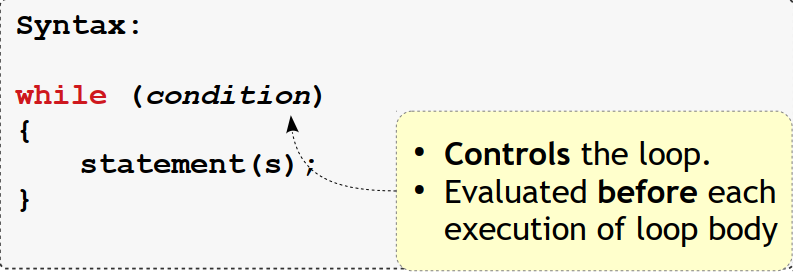 Syntax:
while (condition)
{
statement(s);
}
• Controls the loop.
• Evaluated before each
execution of loop body